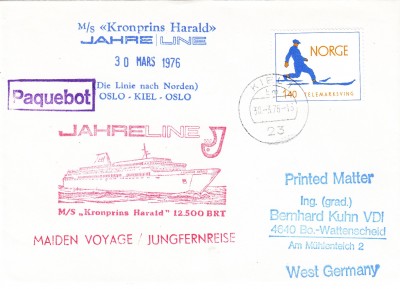 M/s «Kronprins Harald»
JAHRE LINE
30 MARS 1976
Paquebot
(Die Linie nach Norden)
OSLO - KIEL - OSLO
NORGE
140 TELEMARKSVING
KIEL
23
JAHRE LINE J
M/S „Kronprins Harald" 12.500 BRT
MAIDEN VOYAGE / JUNGFERNREISE
Printed Matter
Ing. (grad.)
Bernhard Kuhn VDI
4640 Bo.-Wattenscheid
Am Mühlenteich 2
West Germany